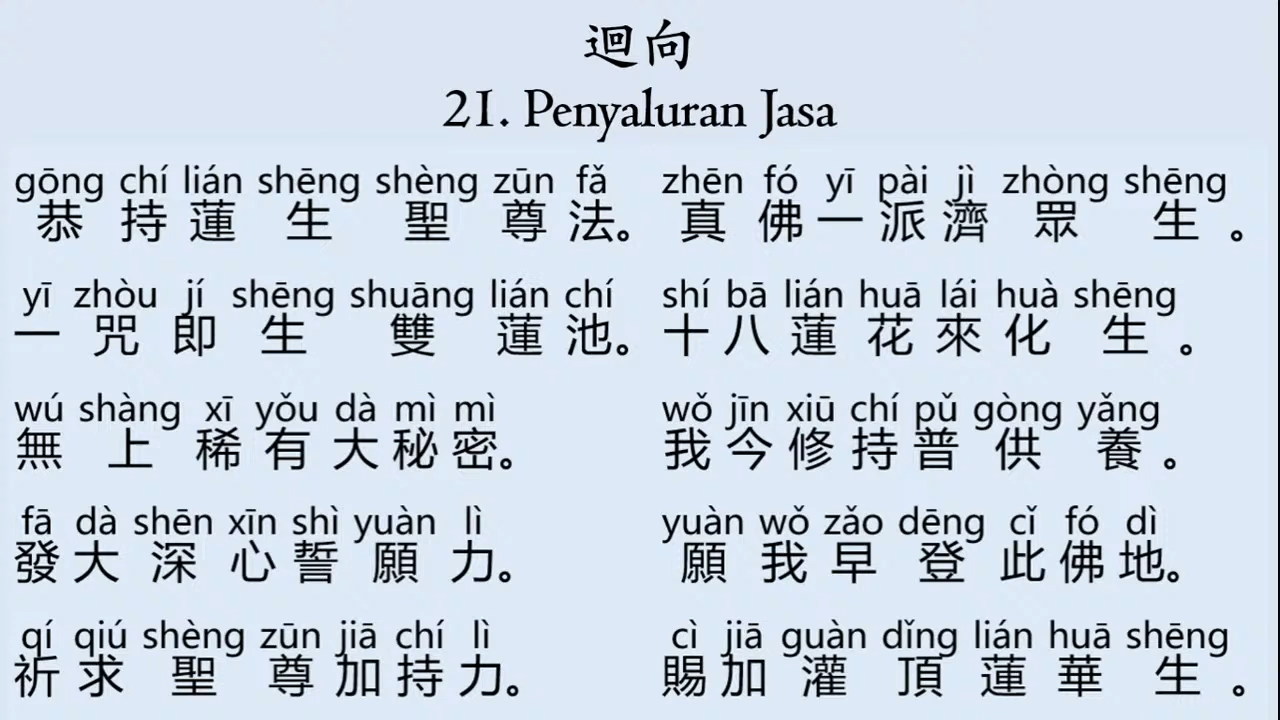 迴向
21. Penyaluran Jasa
gōng chí lián shēng shèng zūn fǎ zhēn fó yī pài jì zhòng shēng
恭持蓮生聖尊法。真佛一派濟眾生。
yī zhòu jí shēng shuāng lián chí shí bā lián huā lái huà shēng
一咒即生雙蓮池。十八蓮花來化生。
wú shàng xī yǒu dà mì mì wǒ jīn xiū chí pǔ gòng yǎng
無上稀有大秘密。我今修持普供養。
fā dà shēn xīn shì yuàn lì yuàn wǒ zǎo dēng cǐ fó dì
發大深心誓願力。願我早登此佛地。
qí qiú shèng zūn jiā chí lì cì jiā guàn dǐng lián huā shēng
祈求聖尊加持力。賜加灌頂蓮華生。